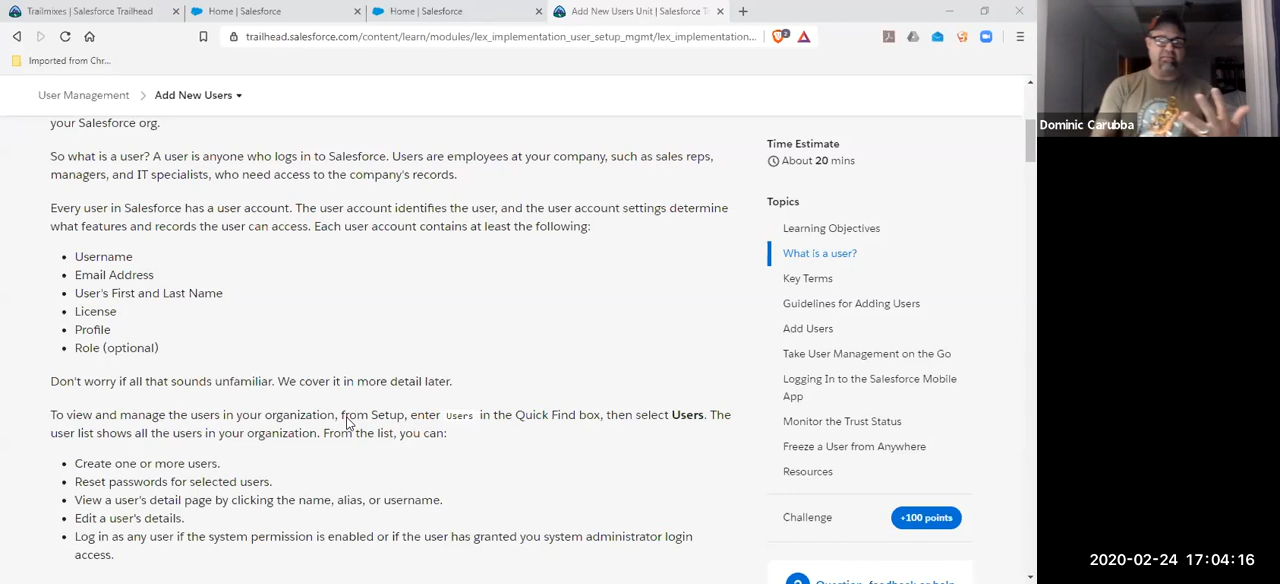 Trailmixes | Salesforce Trailhead
Home | Salesforce
Home | Salesforce
Add New Users Unit | Salesforce T
trailhead.salesforce.com/content/learn/modules/lex_implementation_user_setup_mgmt/lex_implementation...
2
Imported from Chr...
User Management > Add New Users
your Salesforce org.
So what is a user? A user is anyone who logs in to Salesforce. Users are employees at your company, such as sales reps,
managers, and IT specialists, who need access to the company's records.
Every user in Salesforce has a user account. The user account identifies the user, and the user account settings determine
what features and records the user can access. Each user account contains at least the following:
• Username
• Email Address
• User's First and Last Name
• License
• Profile
• Role (optional)
Don't worry if all that sounds unfamiliar. We cover it in more detail later.
To view and manage the users in your organization, from Setup, enter Users in the Quick Find box, then select Users. The
user list shows all the users in your organization. From the list, you can:
• Create one or more users.
• Reset passwords for selected users.
• View a user's detail page by clicking the name, alias, or username.
• Edit a user's details.
• Log in as any user if the system permission is enabled or if the user has granted you system administrator login
access.
Time Estimate
About 20 mins
Topics
Learning Objectives
What is a user?
Key Terms
Guidelines for Adding Users
Add Users
Take User Management on the Go
Logging In to the Salesforce Mobile
App
Monitor the Trust Status
Freeze a User from Anywhere
Resources
Challenge
+100 points
Question, feedback or help
Dominic Carubba
2020-02-24 17:04:16